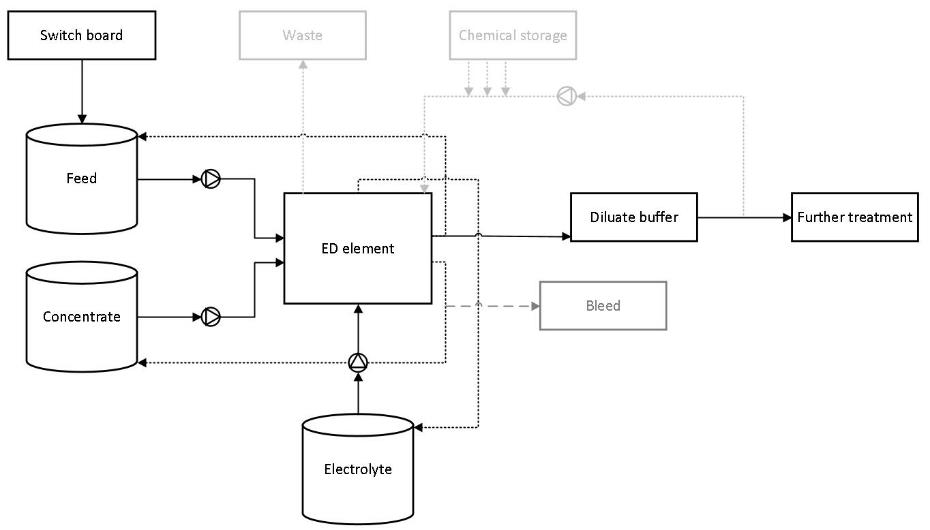 Switch board
Waste
Chemical storage
Feed
ED element
Diluate buffer
Further treatment
Concentrate
Bleed
Electrolyte